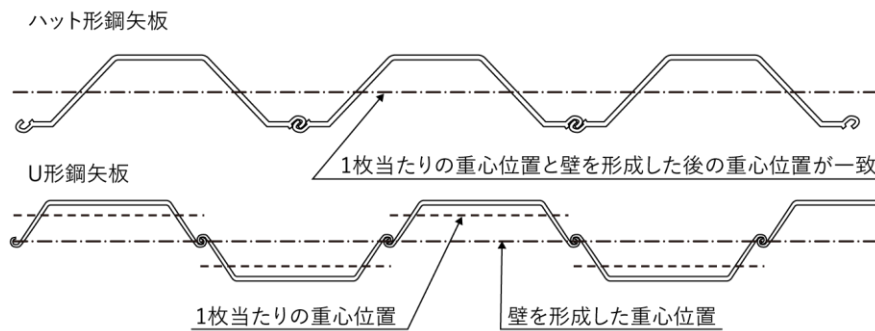 ハット形鋼矢板
1枚当たりの重心位置と壁を形成した後の重心位置が一致
U形鋼矢板
1枚当たりの重心位置
壁を形成した重心位置